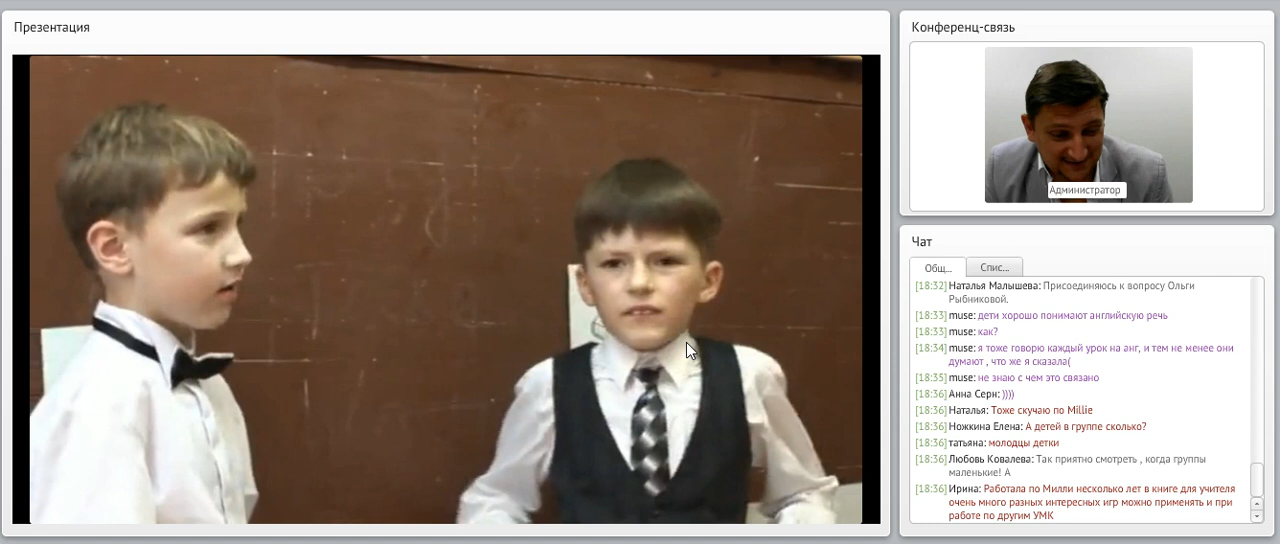 Презентация
Конференц-связь
Администратор
Чат
Общ...
Спис...
[18:32] Наталья Малышева: Присоединяюсь к вопросу Ольги
Рыбниковой.
[18:33] muse: дети хорошо понимают английскую речь
[18:33] muse: как?
[18:34] muse: я тоже говорю каждый урок на анг, и тем не менее они
думают , что же я сказала(
[18:35] muse: не знаю с чем это связано
[18:36] Анна Серн: ))))
[18:36] Наталья: Тоже скучаю по Millie
[18:36] Ножкина Елена: А детей в группе сколько?
[18:36] татьяна: молодцы детки
[18:36] Любовь Ковалева: Так приятно смотреть , когда группы
маленькие! А
[18:36] Ирина: Работала по Милли несколько лет в книге для учителя
очень много разных интересных игр можно применять и при
работе по другим УМК